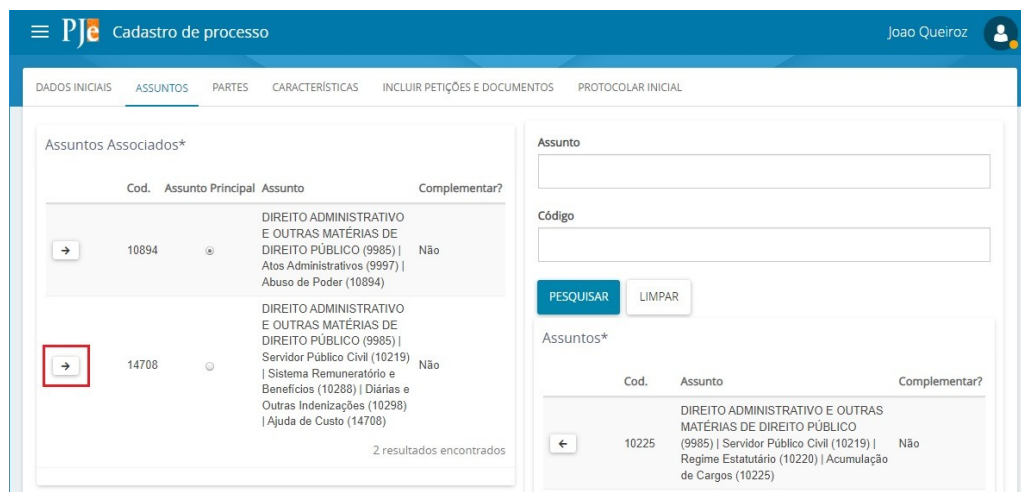 PJe Cadastro de processo
Joao Queiroz
DADOS INICIAIS ASSUNTOS PARTES CARACTERÍSTICAS INCLUIR PETIÇÕES E DOCUMENTOS PROTOCOLAR INICIAL
Assuntos Associados*
Cod. Assunto Principal Assunto Complementar?
DIREITO ADMINISTRATIVO
E OUTRAS MATÉRIAS DE
10894 DIREITO PÚBLICO (9985) | Não
Atos Administrativos (9997) |
Abuso de Poder (10894)
DIREITO ADMINISTRATIVO
E OUTRAS MATÉRIAS DE
DIREITO PÚBLICO (9985) |
Servidor Público Civil (10219)
14708 | Sistema Remuneratório e Não
Benefícios (10288) | Diárias e
Outras Indenizações (10298)
| Ajuda de Custo (14708)
2 resultados encontrados
Assunto
Código
PESQUISAR LIMPAR
Assuntos*
Cod. Assunto Complementar?
DIREITO ADMINISTRATIVO E OUTRAS
MATÉRIAS DE DIREITO PÚBLICO
10225 (9985) | Servidor Público Civil (10219) | Não
Regime Estatutário (10220) | Acumulação
de Cargos (10225)